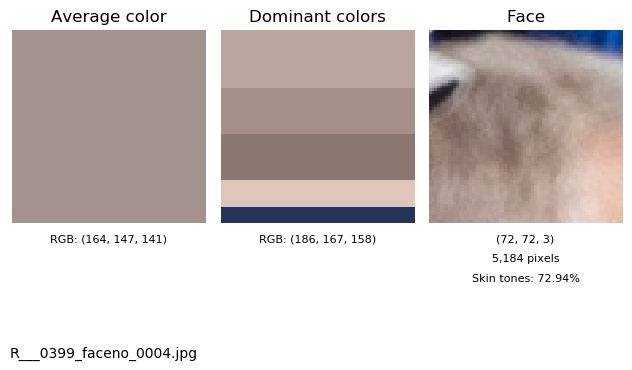 Average color
Dominant colors
Face
RGB: (164, 147, 141)
RGB: (186, 167, 158)
(72, 72, 3)
5,184 pixels
Skin tones: 72.94%
R___0399_faceno_0004.jpg